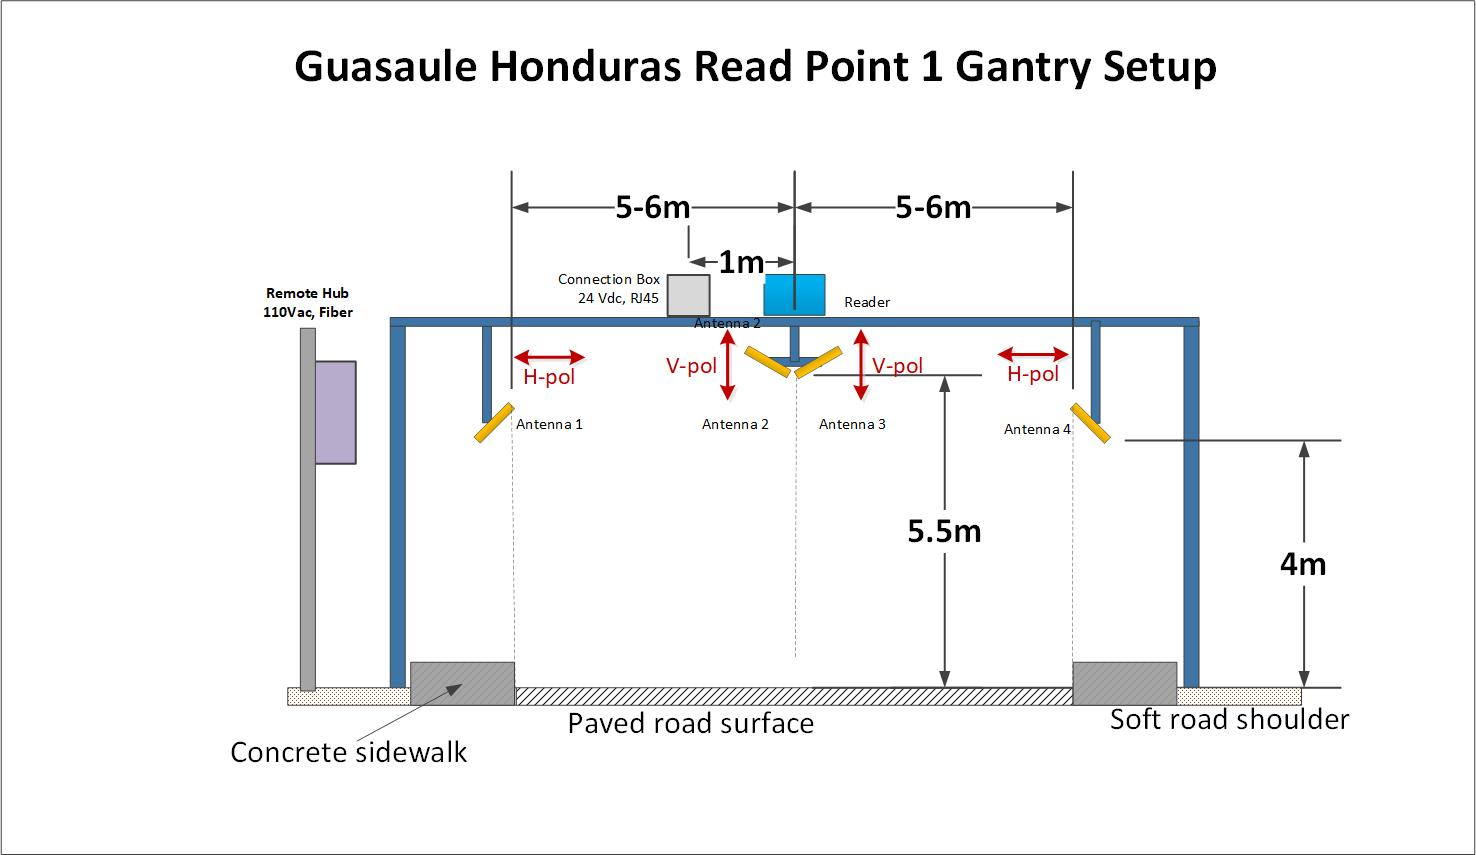 Guasaule Honduras Read Point 1 Gantry Setup
5-6m
5-6m
1m
Connection Box
24 Vdc, RJ45
Reader
Remote Hub
110Vac, Fiber
Antenna 2
H-pol
V-pol
V-pol
H-pol
Antenna 1
Antenna 2
Antenna 3
Antenna 4
5.5m
4m
Paved road surface
Soft road shoulder
Concrete sidewalk